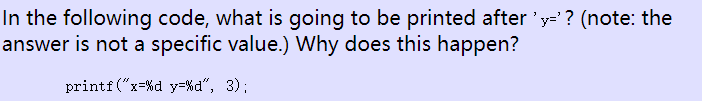 In the following code, what is going to be printed after 'y='? (note: the
answer is not a specific value.) Why does this happen?
printf("x=%d y=%d", 3);